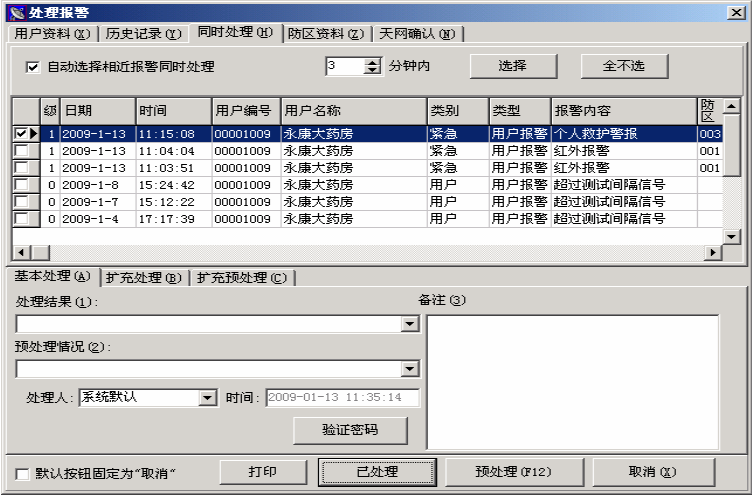 处理报警
用户资料(X) 历史记录(Y) 同时处理(H) 防区资料(Z) 天网确认(N)
自动选择相近报警同时处理 3 分钟内 选择 全不选
级 日期 时间 用户编号 用户名称 类别 类型 报警内容 防区
1 2009-1-13 11:15:08 00001009 永康大药房 紧急 用户报警 个人救护警报 003
1 2009-1-13 11:04:04 00001009 永康大药房 紧急 用户报警 红外报警 001
1 2009-1-13 11:03:51 00001009 永康大药房 紧急 用户报警 红外报警 001
0 2009-1-8 15:24:42 00001009 永康大药房 用户 用户报警 超过测试间隔信号
0 2009-1-7 15:12:22 00001009 永康大药房 用户 用户报警 超过测试间隔信号
0 2009-1-4 17:17:39 00001009 永康大药房 用户 用户报警 超过测试间隔信号
基本处理(A) 扩充处理(B) 扩充预处理(C)
处理结果(1): 备注(3)
预处理情况(2):
处理人: 系统默认 时间: 2009-01-13 11:35:14
验证密码
默认按钮固定为"取消" 打印 已处理 预处理(F12) 取消(X)